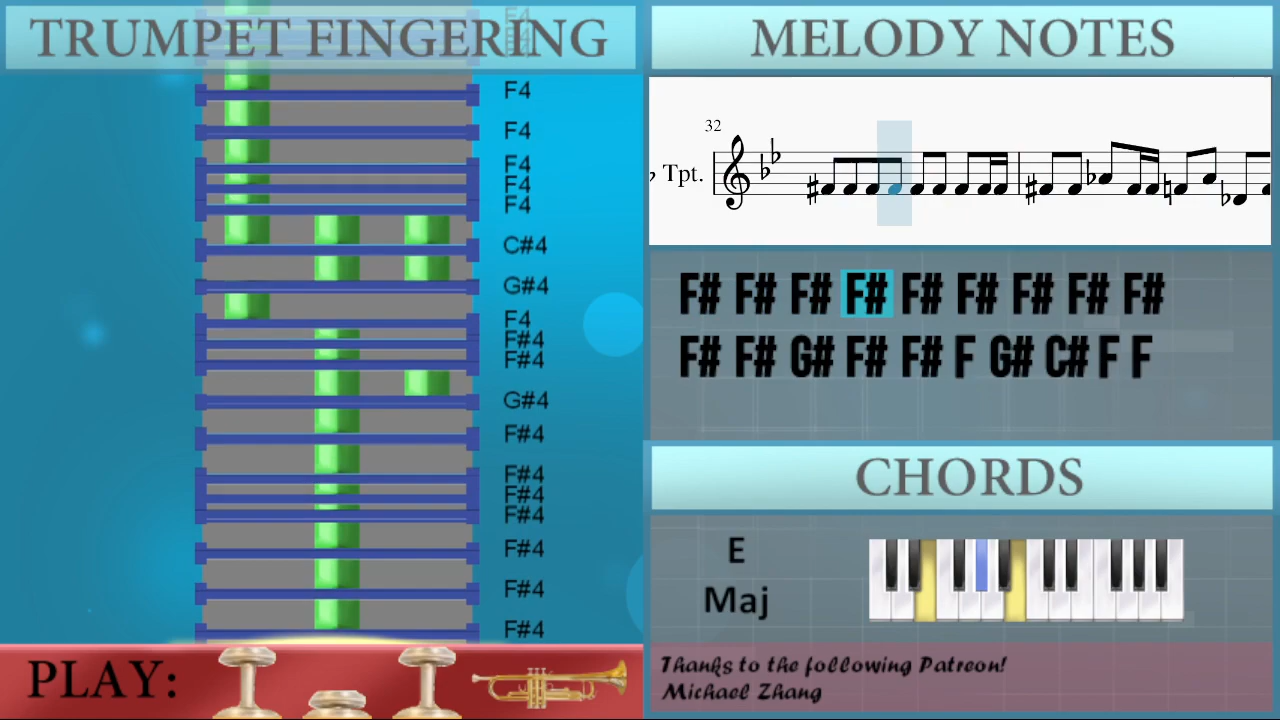 TRUMPET FINGERING
F4
F4
F4
F4
F4
C#4
G#4
F4
F#4
F#4
G#4
F#4
F#4
F#4
F#4
F#4
F#4
F#4
PLAY:
MELODY NOTES
32
Tpt.
F# F# F# F# F# F# F# F# F#
F# F# G# F# F# F G# C# F F
CHORDS
E
Maj
Thanks to the following Patreon!
Michael Zhang